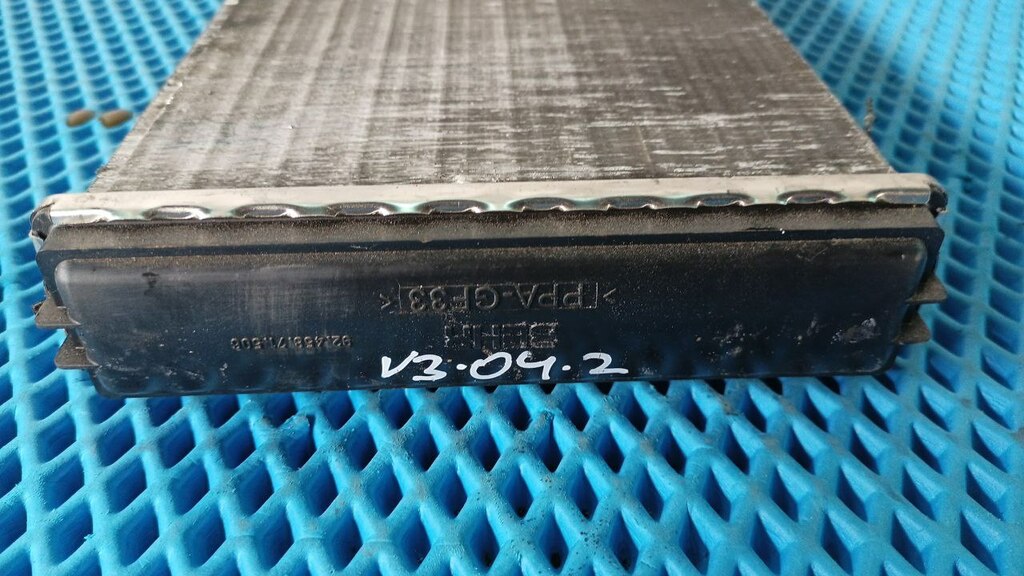 >PPA-GF33<
BEHR
V3.04.2